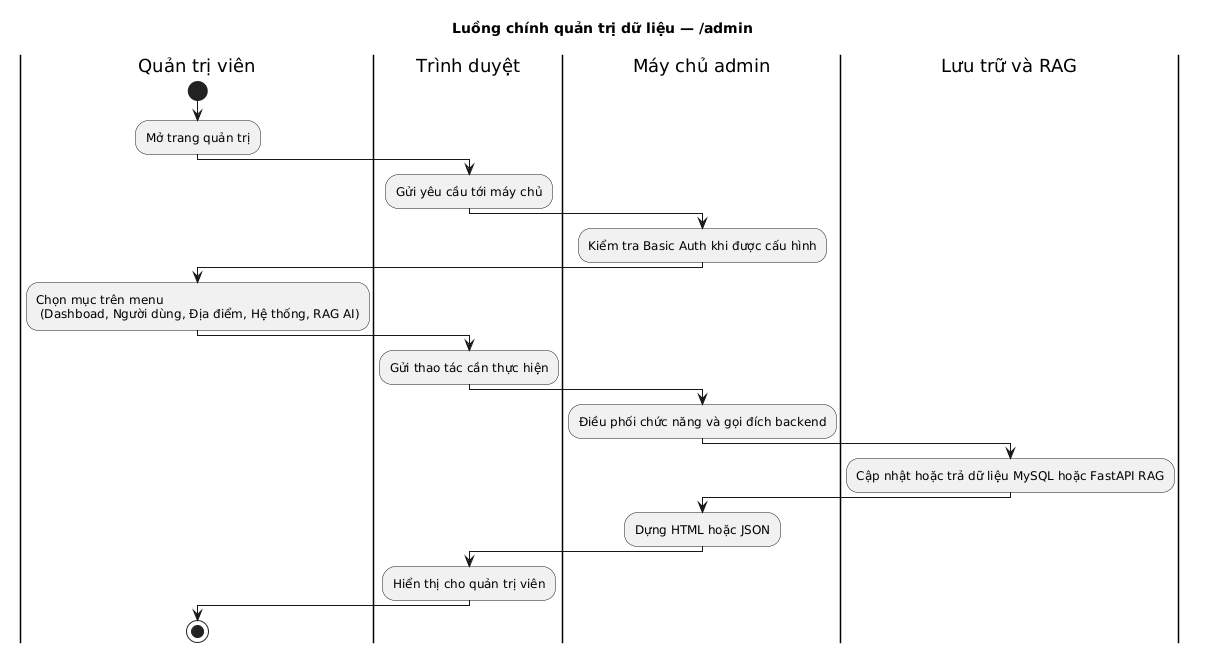 Luồng chính quản trị dữ liệu — /admin
Quản trị viên
Trình duyệt
Máy chủ admin
Lưu trữ và RAG
Mở trang quản trị
Gửi yêu cầu tới máy chủ
Kiểm tra Basic Auth khi được cấu hình
Chọn mục trên menu
(Dashboad, Người dùng, Địa điểm, Hệ thống, RAG AI)
Gửi thao tác cần thực hiện
Điều phối chức năng và gọi đích backend
Cập nhật hoặc trả dữ liệu MySQL hoặc FastAPI RAG
Dựng HTML hoặc JSON
Hiển thị cho quản trị viên